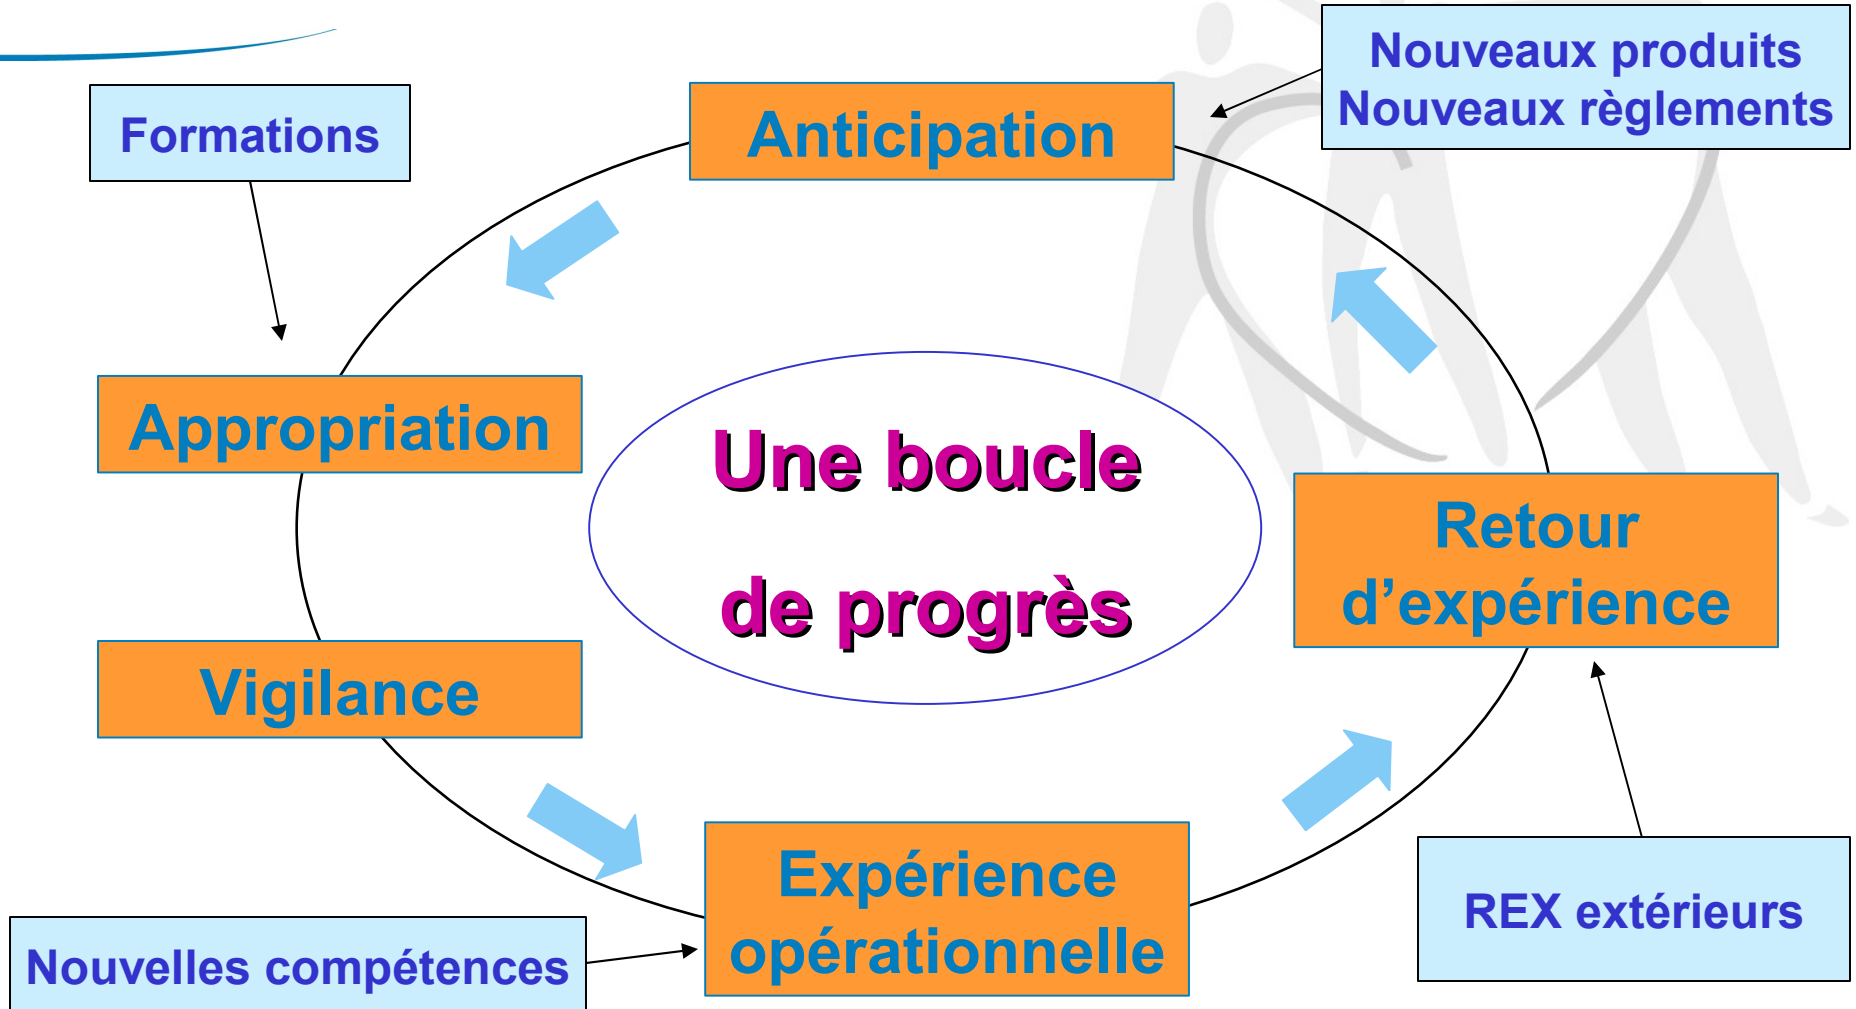 Nouveaux produits
Nouveaux règlements
Formations
Anticipation
Appropriation
Une boucle
de progrès
Retour
d’expérience
Vigilance
Expérience
opérationnelle
REX extérieurs
Nouvelles compétences